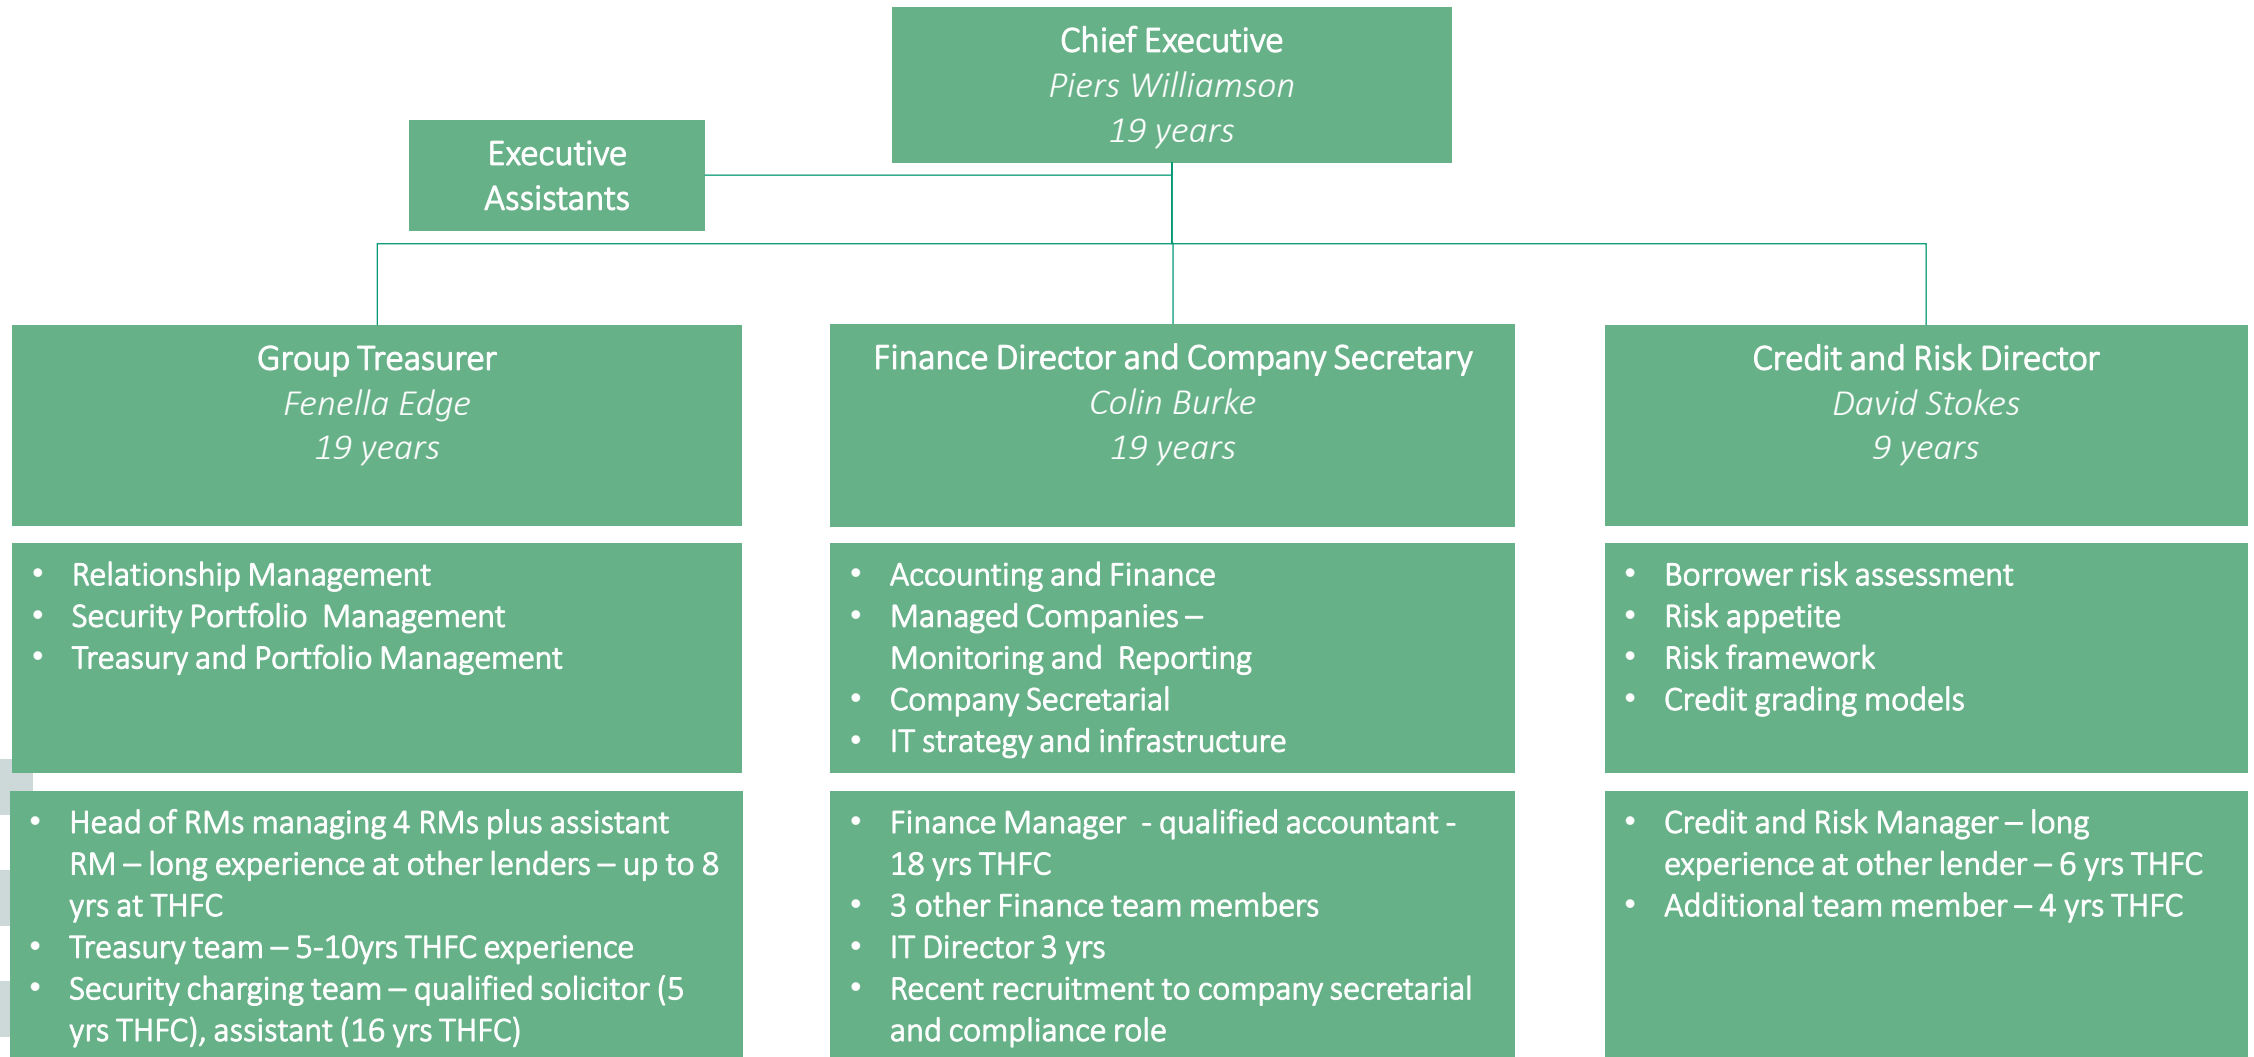 Chief Executive
Piers Williamson
19 years
Executive
Assistants
Group Treasurer
Fenella Edge
19 years
Finance Director and Company Secretary
Colin Burke
19 years
Credit and Risk Director
David Stokes
9 years
• Relationship Management
• Security Portfolio  Management
• Treasury and Portfolio Management
• Accounting and Finance
• Managed Companies –
Monitoring and  Reporting
• Company Secretarial
• IT strategy and infrastructure
• Borrower risk assessment
• Risk appetite
• Risk framework
• Credit grading models
• Head of RMs managing 4 RMs plus assistant
RM – long experience at other lenders – up to 8
yrs at THFC
• Treasury team – 5-10yrs THFC experience
• Security charging team – qualified solicitor (5
yrs THFC), assistant (16 yrs THFC)
• Finance Manager  - qualified accountant -
18 yrs THFC
• 3 other Finance team members
• IT Director 3 yrs
• Recent recruitment to company secretarial
and compliance role
• Credit and Risk Manager – long
experience at other lender – 6 yrs THFC
• Additional team member – 4 yrs THFC